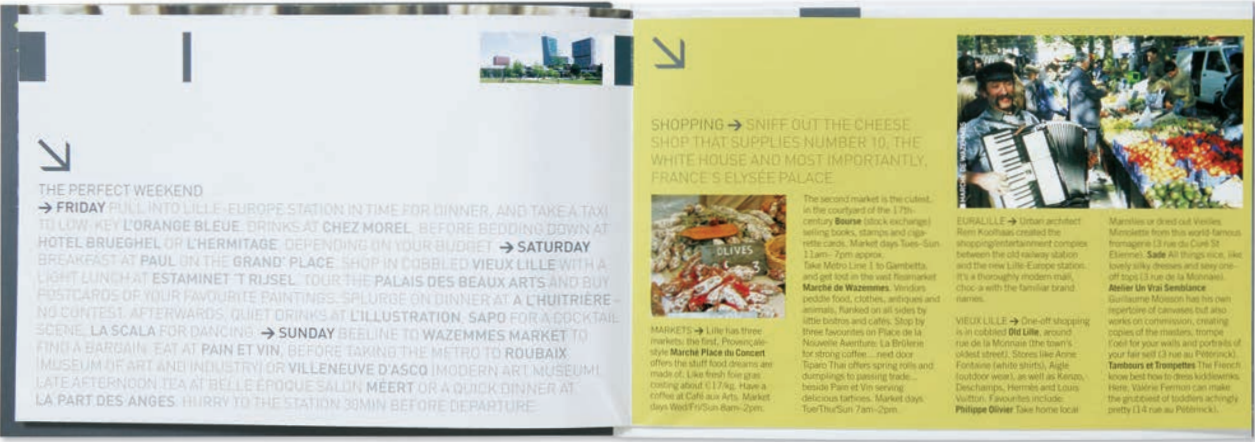 THE PERFECT WEEKEND
→ FRIDAY PULL INTO LILLE-EUROPE STATION IN TIME FOR DINNER, AND TAKE A TAXI
TO LOW-KEY L'ORANGE BLEUE. DRINKS AT CHEZ MOREL, BEFORE BEDDING DOWN AT
HOTEL BRUEGHEL OR L'HERMITAGE, DEPENDING ON YOUR BUDGET. → SATURDAY
BREAKFAST AT PAUL ON THE GRAND' PLACE. SHOP IN COBBLED VIEUX LILLE WITH A
LIGHT LUNCH AT ESTAMINET 'T RIJSEL. TOUR THE PALAIS DES BEAUX ARTS AND BUY
POSTCARDS OF YOUR FAVOURITE PAINTINGS. SPLURGE ON DINNER AT A L'HUITRIÈRE –
NO CONTEST. AFTERWARDS, QUIET DRINKS AT L'ILLUSTRATION, SAPO FOR A COCKTAIL
SCENE, LA SCALA FOR DANCING. → SUNDAY BEELINE TO WAZEMMES MARKET TO
FIND A BARGAIN. EAT AT PAIN ET VIN, BEFORE TAKING THE METRO TO ROUBAIX
(MUSEUM OF ART AND INDUSTRY) OR VILLENEUVE D'ASCQ (MODERN ART MUSEUM).
LATE AFTERNOON TEA AT BELLE ÉPOQUE SALON MÉERT OR A QUICK DINNER AT
LA PART DES ANGES. HURRY TO THE STATION 30MIN BEFORE DEPARTURE.
SHOPPING → SNIFF OUT THE CHEESE
SHOP THAT SUPPLIES NUMBER 10, THE
WHITE HOUSE AND MOST IMPORTANTLY,
FRANCE'S ELYSÉE PALACE.
OLIVES
MARKETS → Lille has three
markets: the first, Provençale-
style Marché Place du Concert
offers the stuff food dreams are
made of. Like fresh foie gras
costing about €17/kg. Have a
coffee at Café aux Arts. Market
days Wed/Fri/Sun 8am–2pm.
The second market is the cutest,
in the courtyard of the 17th-
century Bourse (stock exchange)
selling books, stamps and ciga-
rette cards. Market days Tues–Sun
11am– 7pm approx.
Take Metro Line 1 to Gambetta,
and get lost in the vast fleamarket
Marché de Wazemmes. Vendors
peddle food, clothes, antiques and
animals, flanked on all sides by
little bistros and cafés. Stop by
three favourites on Place de la
Nouvelle Aventure: La Brûlerie
for strong coffee... next door
Tiparo Thai offers spring rolls and
dumplings to passing trade...
beside Pain et Vin serving
delicious tartines. Market days
Tue/Thu/Sun 7am–2pm.
MARCHÉ DE WAZEMMES
EURALILLE → Urban architect
Rem Koolhaas created the
shopping/entertainment complex
between the old railway station
and the new Lille-Europe station.
It's a thoroughly modern mall,
choc-a with the familiar brand
names.
VIEUX LILLE → One-off shopping
is in cobbled Old Lille, around
rue de la Monnaie (the town's
oldest street). Stores like Anne
Fontaine (white shirts), Aigle
(outdoor wear), as well as Kenzo,
Deschamps, Hermès and Louis
Vuitton. Favourites include:
Philippe Olivier Take home local
Maroilles or dried out Vieilles
Mimolette from this world-famous
fromagerie (3 rue du Curé St
Etienne). Sade All things nice, like
lovely silky dresses and sexy one-
off tops (3 rue de la Monnaie).
Atelier Un Vrai Semblance
Guillaume Moisson has his own
repertoire of canvases but also
works on commission, creating
copies of the masters, trompe
l'oeil for your walls and portraits of
your fair self (3 rue au Péterinck).
Tambours et Trompettes The French
know best how to dress kiddiewinks.
Here, Valérie Fermon can make
the grubbiest of toddlers achingly
pretty (14 rue au Péterinck).